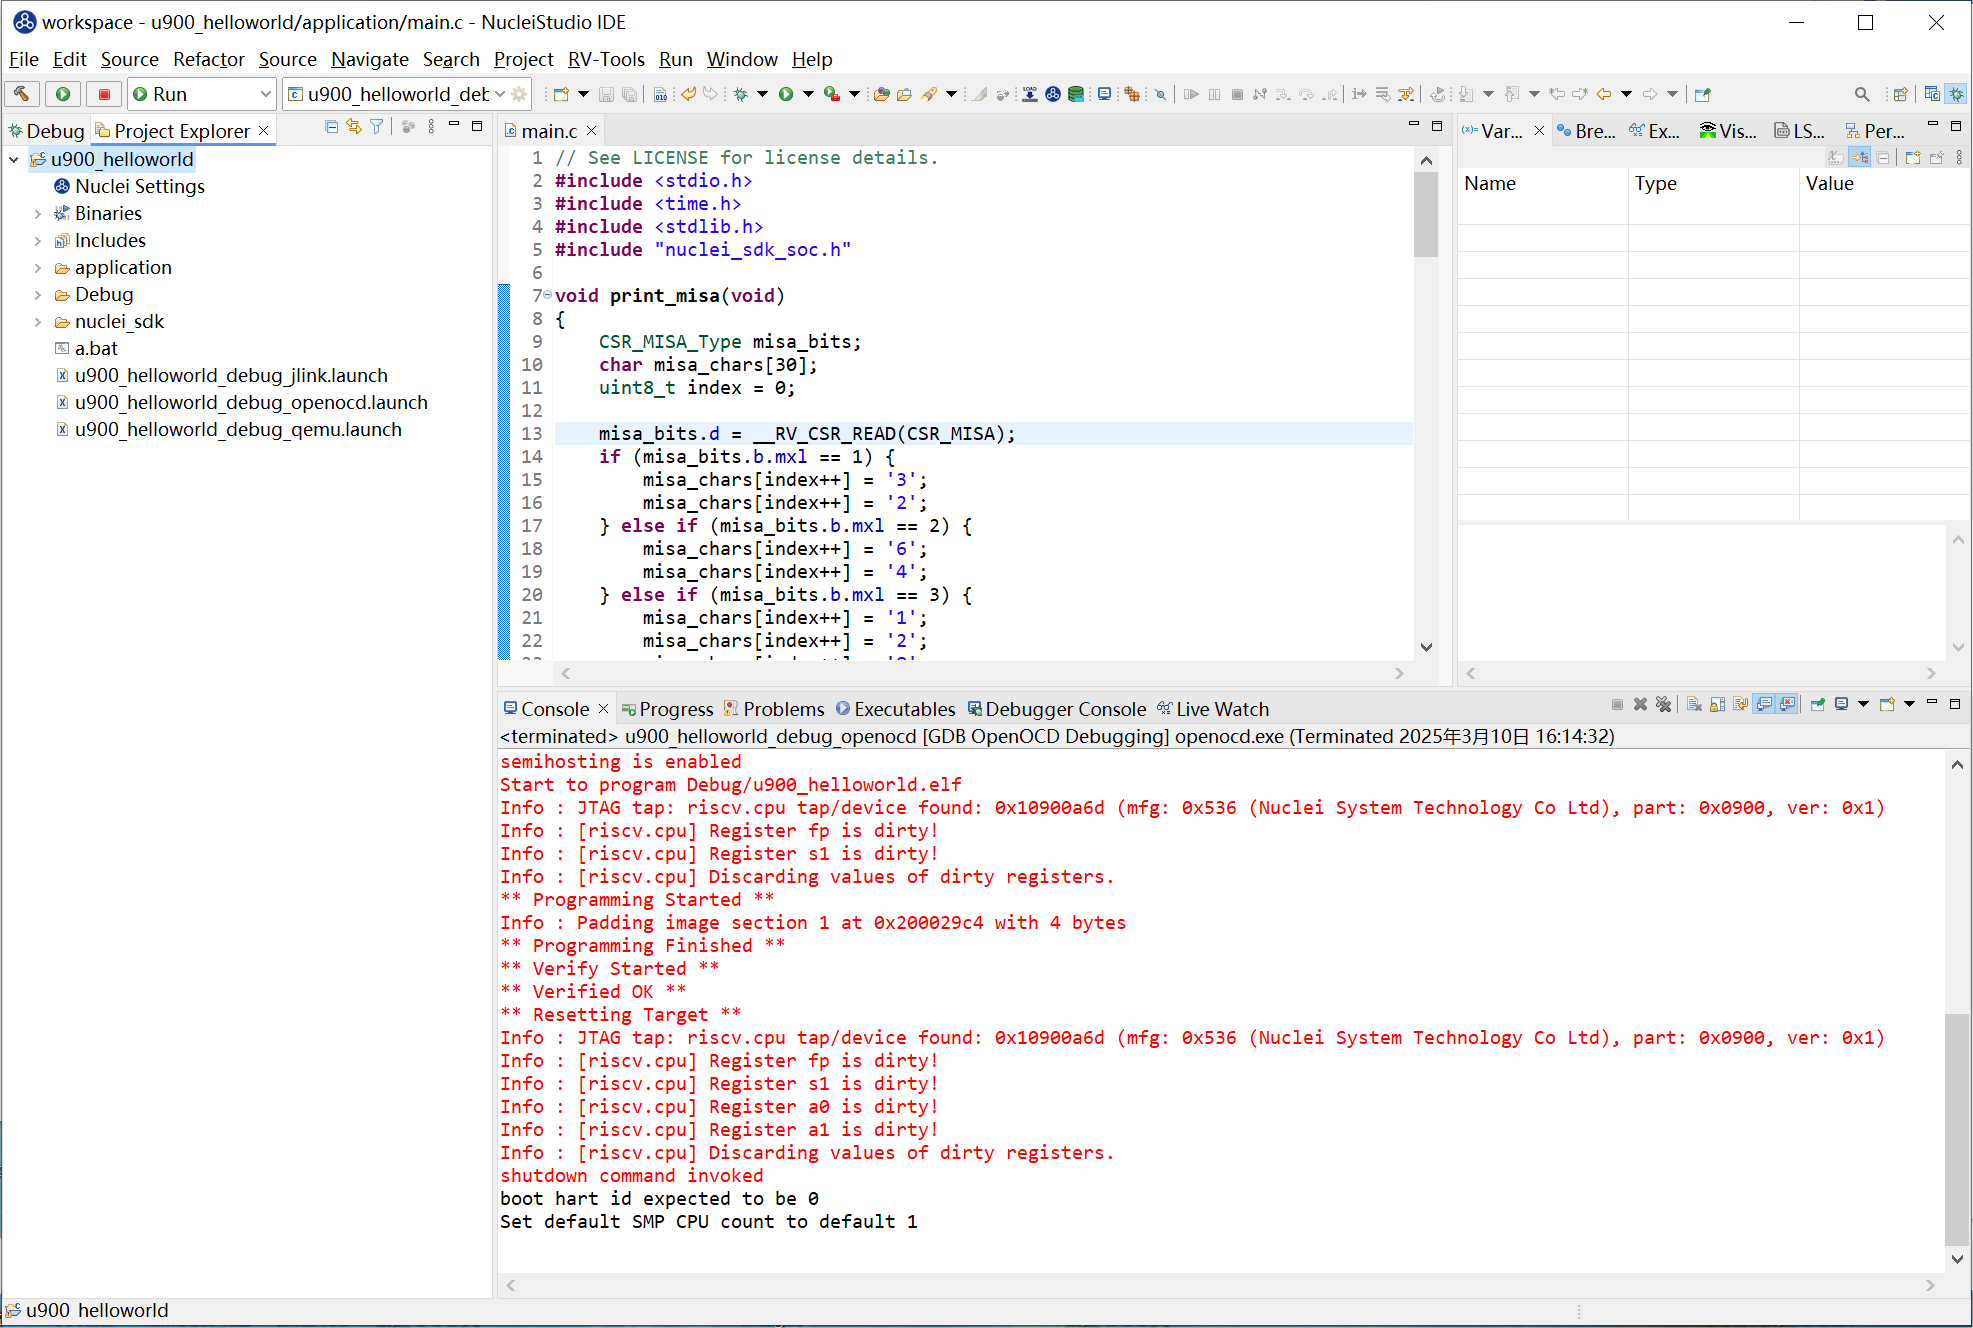 workspace - u900_helloworld/application/main.c - NucleiStudio IDE
File Edit Source Refactor Source Navigate Search Project RV-Tools Run Window Help
Run u900_helloworld_deb
Debug Project Explorer
u900_helloworld
Nuclei Settings
Binaries
Includes
application
Debug
nuclei_sdk
a.bat
u900_helloworld_debug_jlink.launch
u900_helloworld_debug_openocd.launch
u900_helloworld_debug_qemu.launch
main.c
1 // See LICENSE for license details.
2 #include <stdio.h>
3 #include <time.h>
4 #include <stdlib.h>
5 #include "nuclei_sdk_soc.h"
6
7 void print_misa(void)
8 {
9     CSR_MISA_Type misa_bits;
10     char misa_chars[30];
11     uint8_t index = 0;
12
13     misa_bits.d = __RV_CSR_READ(CSR_MISA);
14     if (misa_bits.b.mxl == 1) {
15         misa_chars[index++] = '3';
16         misa_chars[index++] = '2';
17     } else if (misa_bits.b.mxl == 2) {
18         misa_chars[index++] = '6';
19         misa_chars[index++] = '4';
20     } else if (misa_bits.b.mxl == 3) {
21         misa_chars[index++] = '1';
22         misa_chars[index++] = '2';
Var... Bre... Ex... Vis... LS... Per...
Name Type Value
Console Progress Problems Executables Debugger Console Live Watch
<terminated> u900_helloworld_debug_openocd [GDB OpenOCD Debugging] openocd.exe (Terminated 2025年3月10日 16:14:32)
semihosting is enabled
Start to program Debug/u900_helloworld.elf
Info : JTAG tap: riscv.cpu tap/device found: 0x10900a6d (mfg: 0x536 (Nuclei System Technology Co Ltd), part: 0x0900, ver: 0x1)
Info : [riscv.cpu] Register fp is dirty!
Info : [riscv.cpu] Register s1 is dirty!
Info : [riscv.cpu] Discarding values of dirty registers.
** Programming Started **
Info : Padding image section 1 at 0x200029c4 with 4 bytes
** Programming Finished **
** Verify Started **
** Verified OK **
** Resetting Target **
Info : JTAG tap: riscv.cpu tap/device found: 0x10900a6d (mfg: 0x536 (Nuclei System Technology Co Ltd), part: 0x0900, ver: 0x1)
Info : [riscv.cpu] Register fp is dirty!
Info : [riscv.cpu] Register s1 is dirty!
Info : [riscv.cpu] Register a0 is dirty!
Info : [riscv.cpu] Register a1 is dirty!
Info : [riscv.cpu] Discarding values of dirty registers.
shutdown command invoked
boot hart id expected to be 0
Set default SMP CPU count to default 1
u900 helloworld